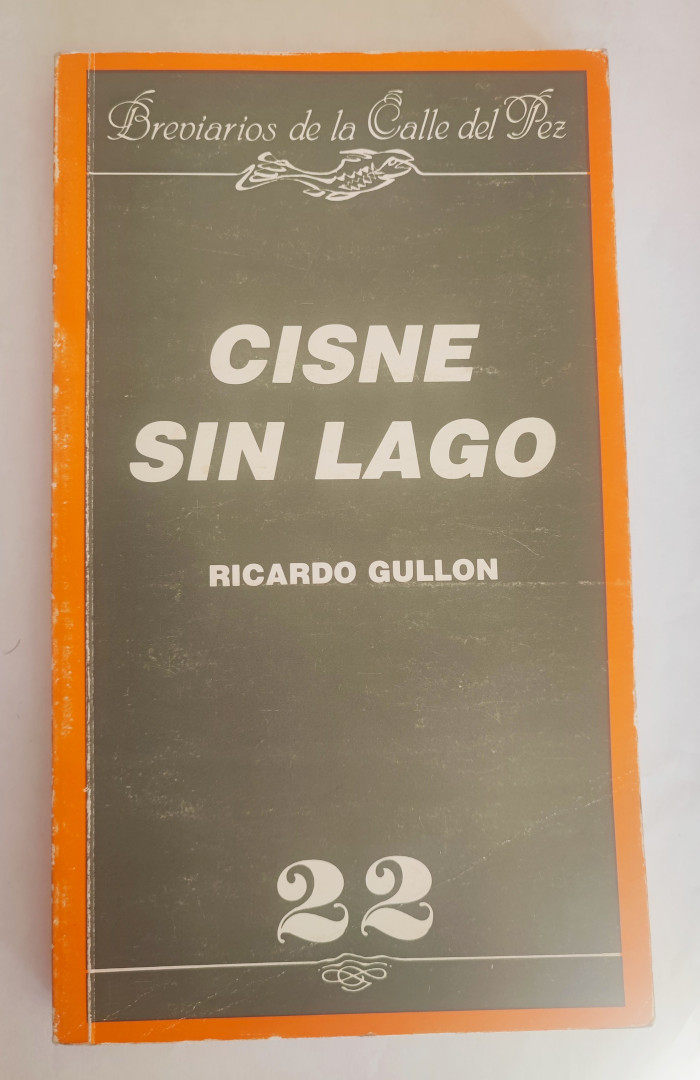 Breviarios de la Calle del Pez
CISNE
SIN LAGO
RICARDO GULLON
22